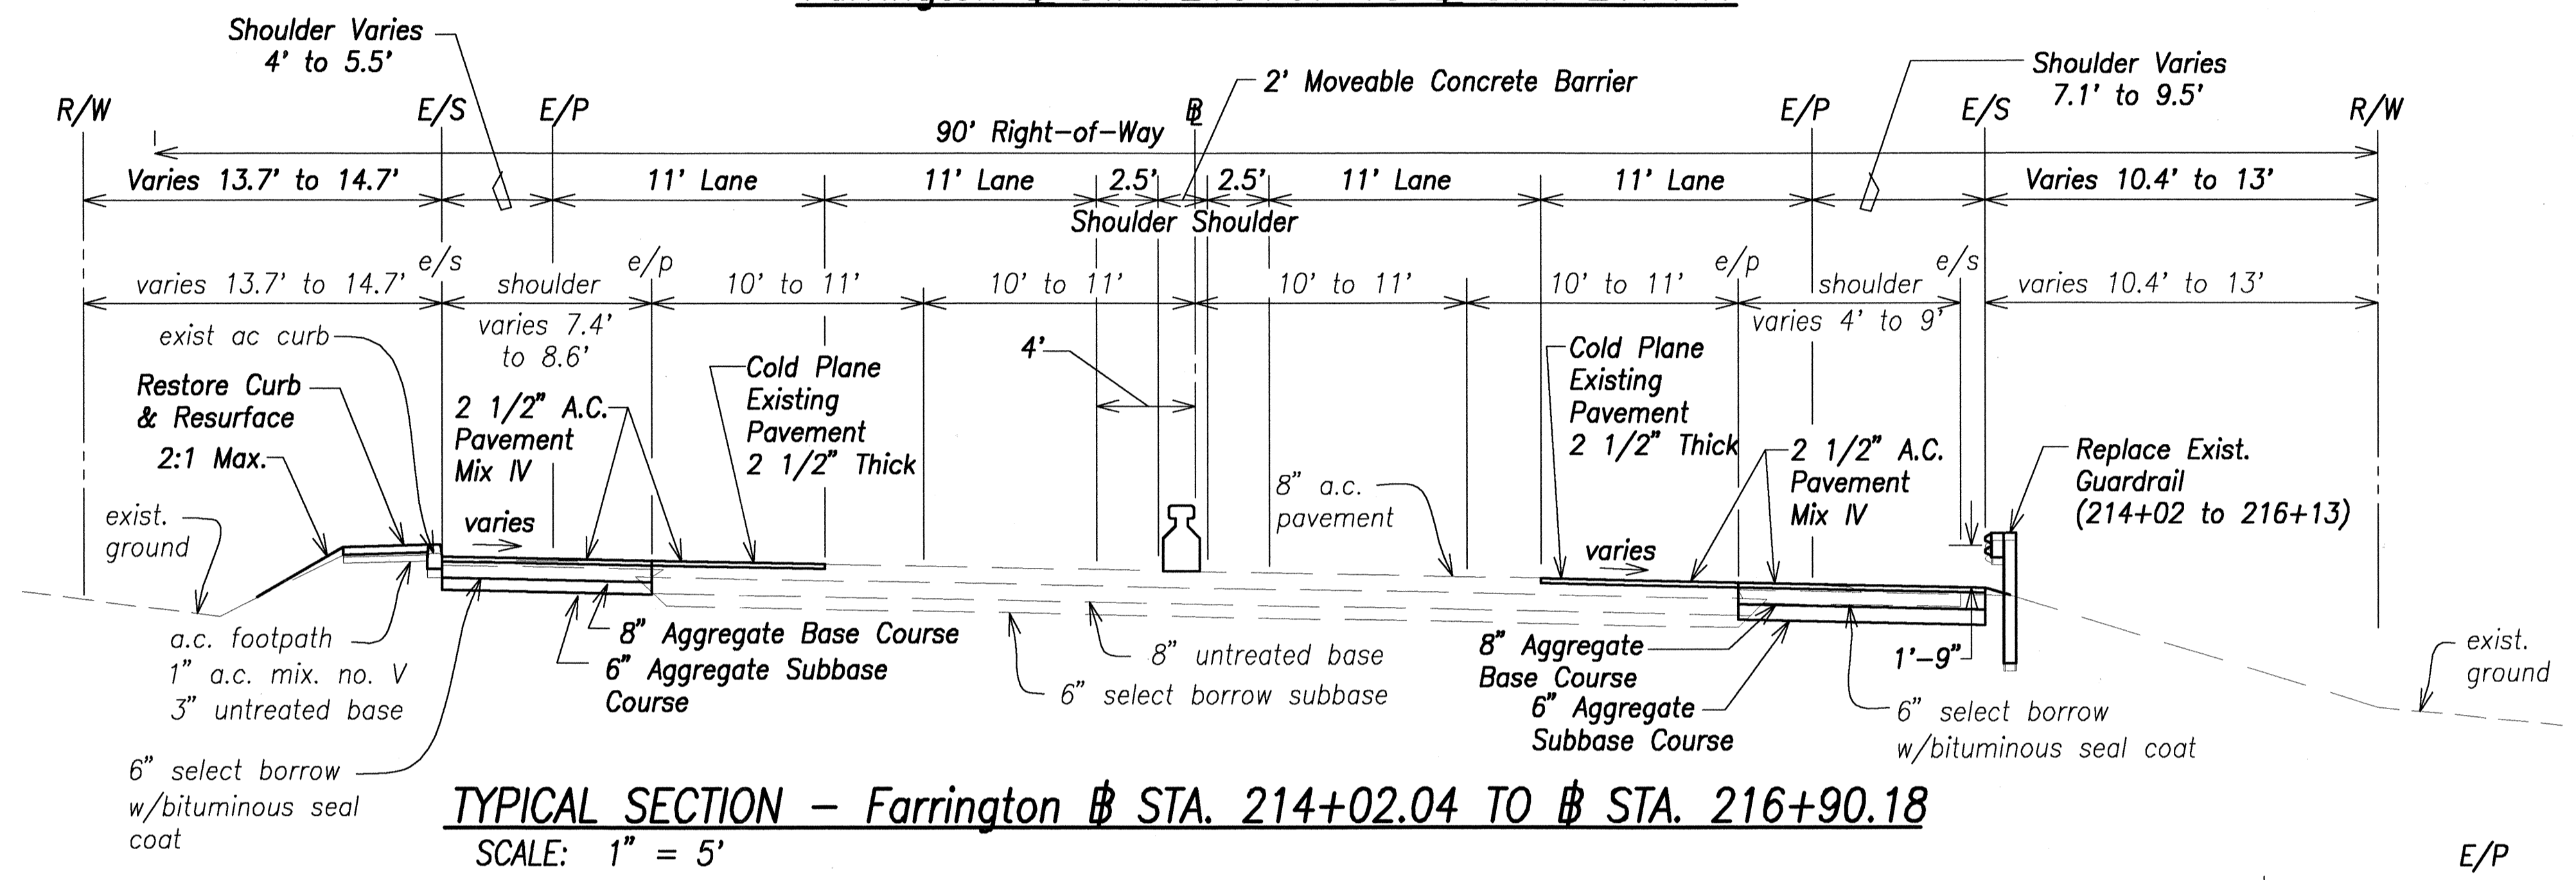 Shoulder Varies
4' to 5.5'
2' Moveable Concrete Barrier
Shoulder Varies
7.1' to 9.5'
R/W
E/S
E/P
BL
E/P
E/S
R/W
90' Right-of-Way
Varies 13.7' to 14.7'
11' Lane
11' Lane
2.5'
2.5'
11' Lane
11' Lane
Varies 10.4' to 13'
Shoulder
Shoulder
e/s
e/p
e/p
e/s
varies 13.7' to 14.7'
shoulder
10' to 11'
10' to 11'
10' to 11'
10' to 11'
shoulder
varies 10.4' to 13'
varies 7.4'
to 8.6'
varies 4' to 9'
exist ac curb
4'
Restore Curb
& Resurface
2:1 Max.
2 1/2" A.C.
Pavement
Mix IV
Cold Plane
Existing
Pavement
2 1/2" Thick
Cold Plane
Existing
Pavement
2 1/2" Thick
2 1/2" A.C.
Pavement
Mix IV
Replace Exist.
Guardrail
(214+02 to 216+13)
8" a.c.
pavement
exist.
ground
varies
varies
a.c. footpath
1" a.c. mix. no. V
3" untreated base
8" Aggregate Base Course
6" Aggregate Subbase
Course
8" untreated base
6" select borrow subbase
8" Aggregate
Base Course
6" Aggregate
Subbase Course
1'-9"
exist.
ground
6" select borrow
w/bituminous seal coat
6" select borrow
w/bituminous seal
coat
TYPICAL SECTION – Farrington BL STA. 214+02.04 TO BL STA. 216+90.18
SCALE: 1" = 5'
E/P